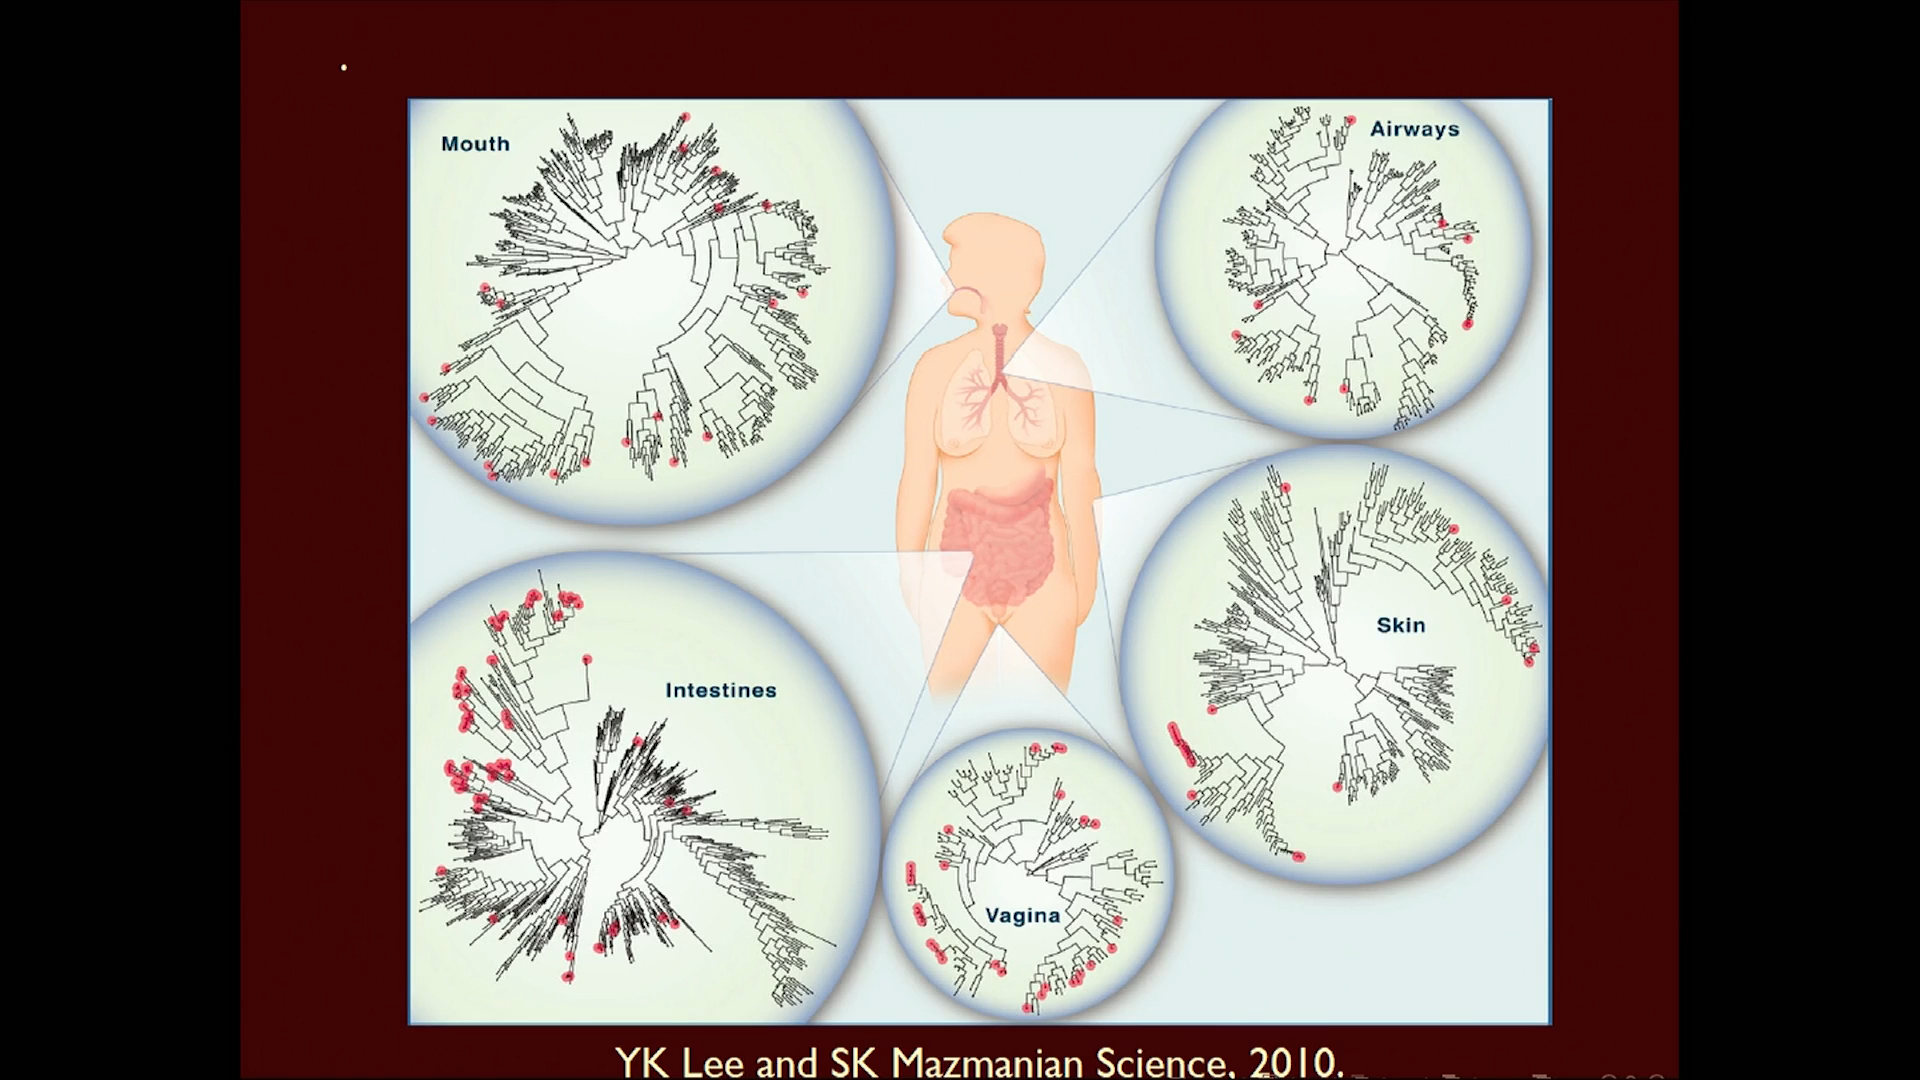 Mouth
Airways
Skin
Intestines
Vagina
YK Lee and SK Mazmanian Science, 2010.